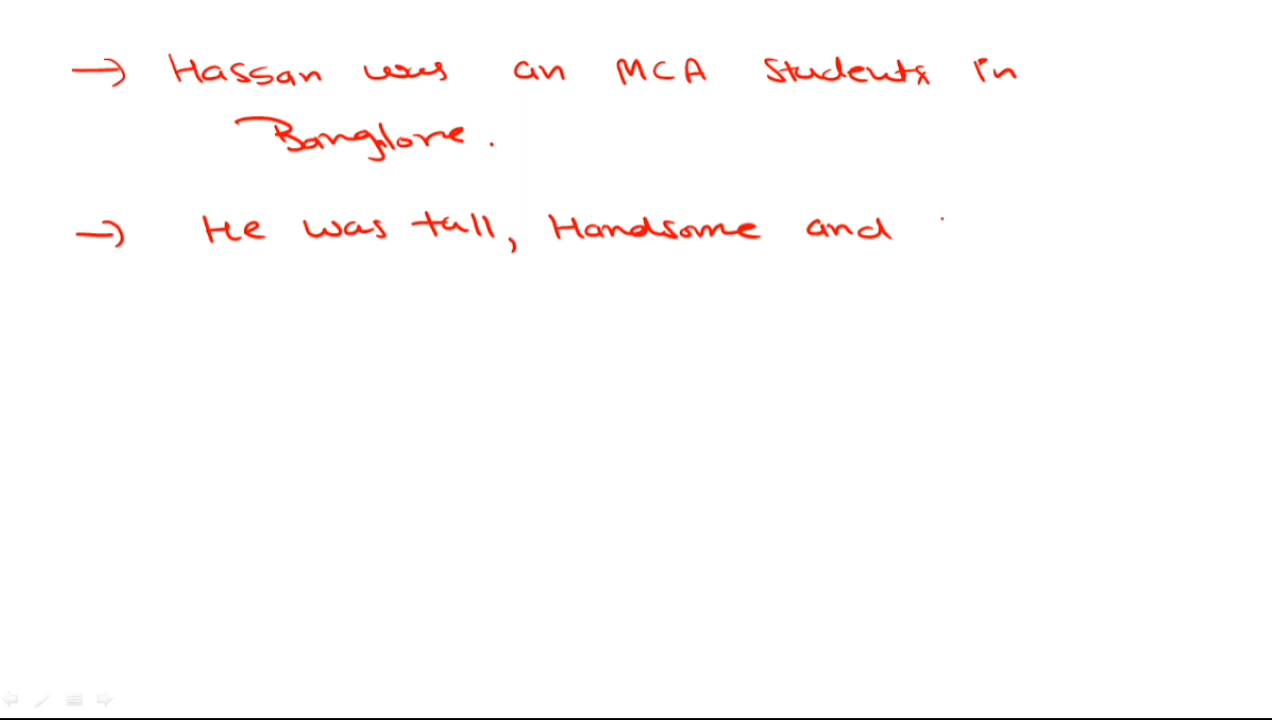 → Hassan was an MCA Students in
Banglore.
→ He was tall, Handsome and